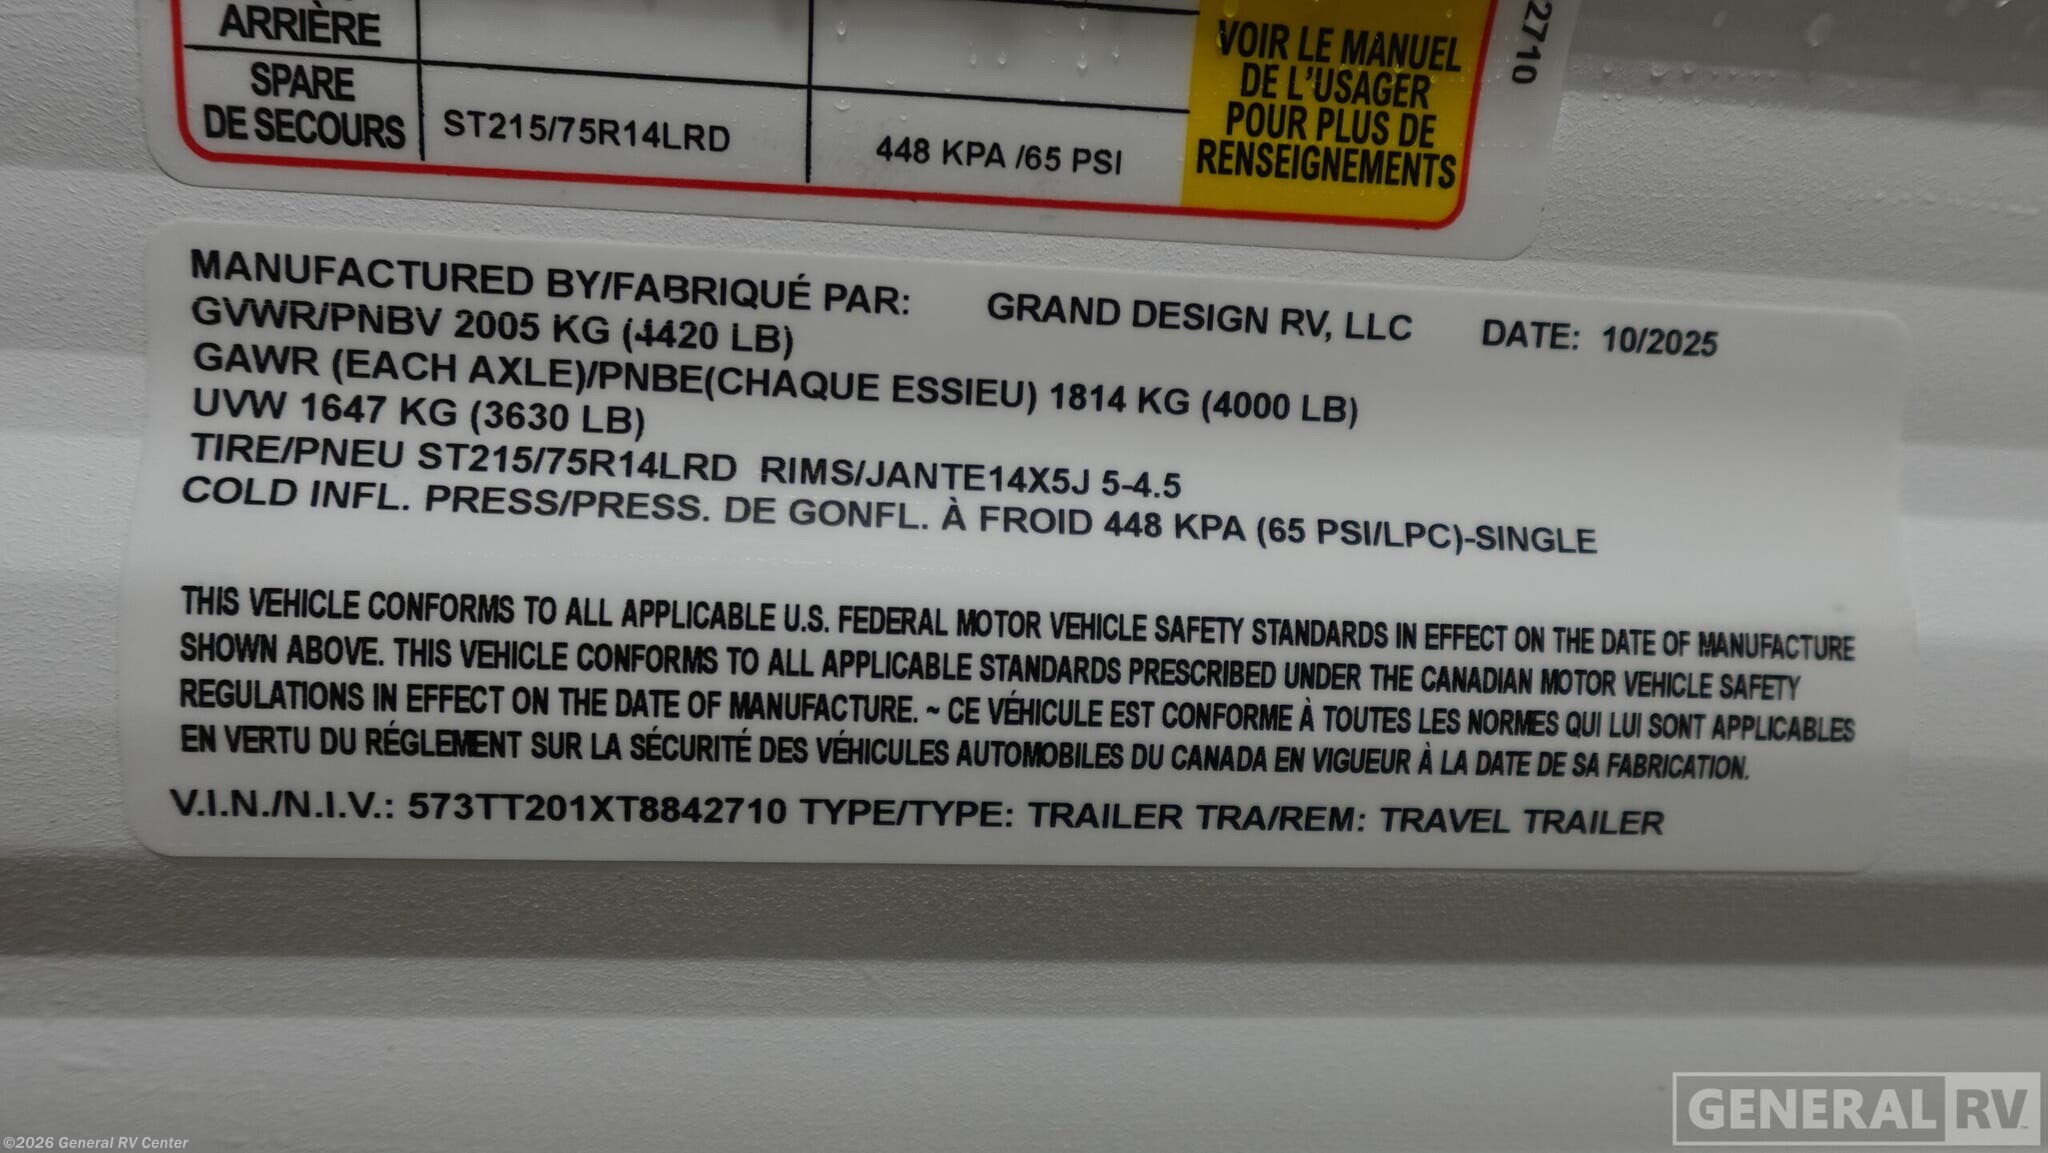 ARRIÈRE
SPARE
DE SECOURS
ST215/75R14LRD
448 KPA /65 PSI
VOIR LE MANUEL
DE L'USAGER
POUR PLUS DE
RENSEIGNEMENTS
2710
MANUFACTURED BY/FABRIQUÉ PAR: GRAND DESIGN RV, LLC DATE: 10/2025
GVWR/PNBV 2005 KG (4420 LB)
GAWR (EACH AXLE)/PNBE(CHAQUE ESSIEU) 1814 KG (4000 LB)
UVW 1647 KG (3630 LB)
TIRE/PNEU ST215/75R14LRD RIMS/JANTE14X5J 5-4.5
COLD INFL. PRESS/PRESS. DE GONFL. À FROID 448 KPA (65 PSI/LPC)-SINGLE
THIS VEHICLE CONFORMS TO ALL APPLICABLE U.S. FEDERAL MOTOR VEHICLE SAFETY STANDARDS IN EFFECT ON THE DATE OF MANUFACTURE
SHOWN ABOVE. THIS VEHICLE CONFORMS TO ALL APPLICABLE STANDARDS PRESCRIBED UNDER THE CANADIAN MOTOR VEHICLE SAFETY
REGULATIONS IN EFFECT ON THE DATE OF MANUFACTURE. ~ CE VÉHICULE EST CONFORME À TOUTES LES NORMES QUI LUI SONT APPLICABLES
EN VERTU DU RÉGLEMENT SUR LA SÉCURITÉ DES VÉHICULES AUTOMOBILES DU CANADA EN VIGUEUR À LA DATE DE SA FABRICATION.
V.I.N./N.I.V.: 573TT201XT8842710 TYPE/TYPE: TRAILER TRA/REM: TRAVEL TRAILER
GENERAL RV
©2026 General RV Center